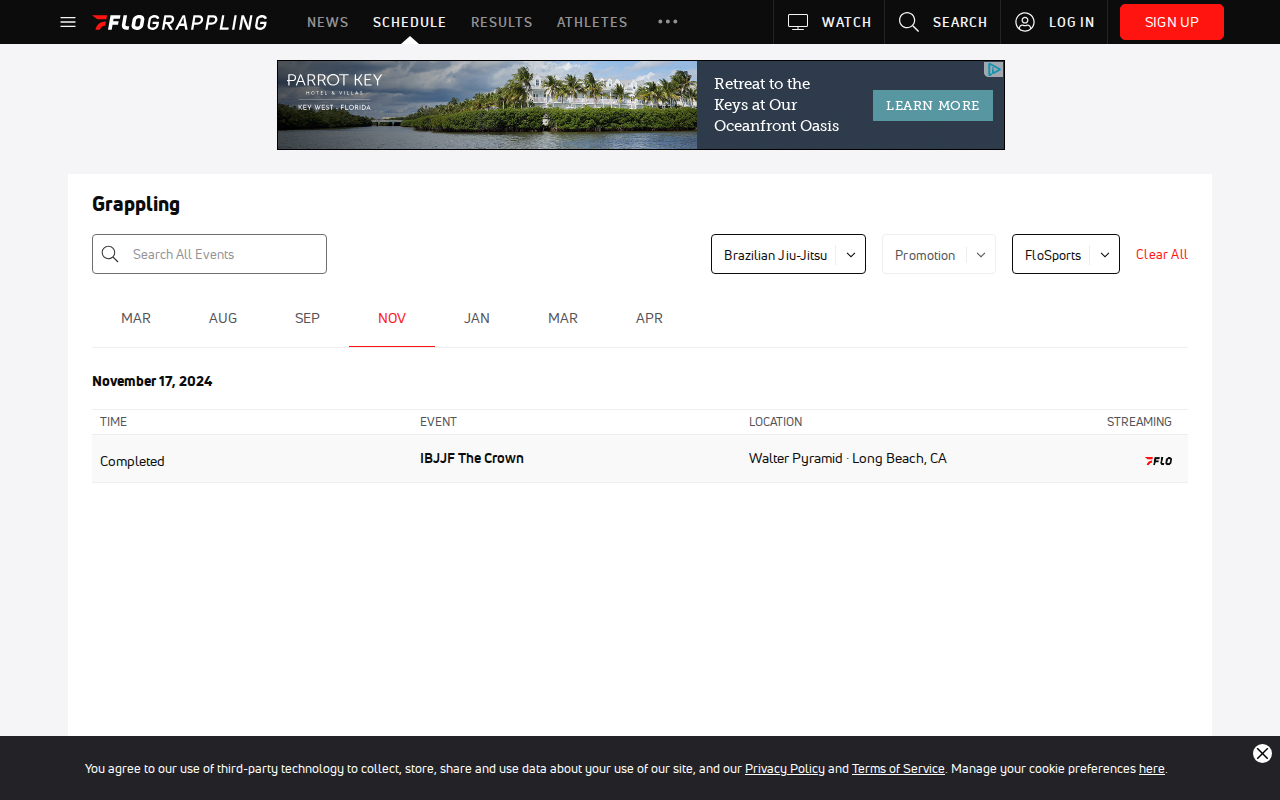 FLOGRAPPLING NEWS SCHEDULE RESULTS ATHLETES WATCH SEARCH LOG IN SIGN UP
PARROT KEY
HOTEL & VILLAS
KEY WEST • FLORIDA
Retreat to the
Keys at Our
Oceanfront Oasis
LEARN MORE
Grappling
Search All Events Brazilian Jiu-Jitsu Promotion FloSports Clear All
MAR AUG SEP NOV JAN MAR APR
November 17, 2024
TIME EVENT LOCATION STREAMING
Completed IBJJF The Crown Walter Pyramid · Long Beach, CA FLO
You agree to our use of third-party technology to collect, store, share and use data about your use of our site, and our Privacy Policy and Terms of Service. Manage your cookie preferences here.